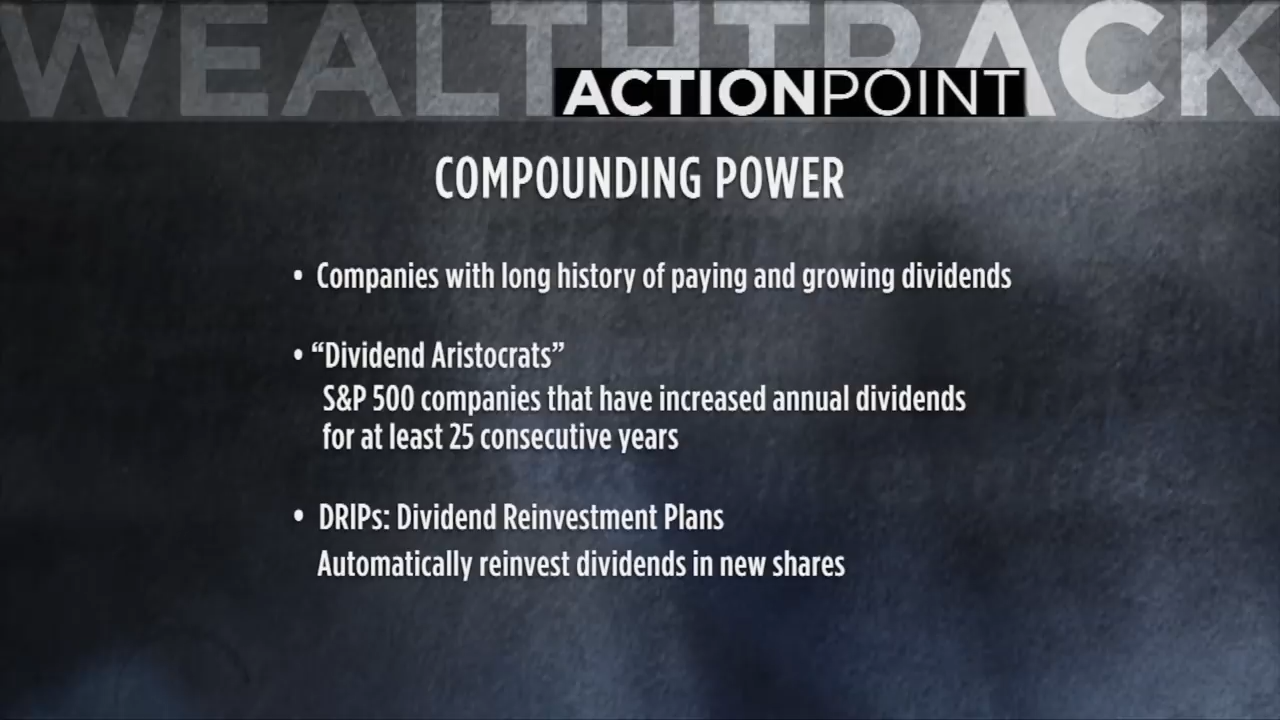 WEALTHTRACK
ACTIONPOINT
COMPOUNDING POWER
• Companies with long history of paying and growing dividends
• “Dividend Aristocrats”
S&P 500 companies that have increased annual dividends
for at least 25 consecutive years
• DRIPs: Dividend Reinvestment Plans
Automatically reinvest dividends in new shares